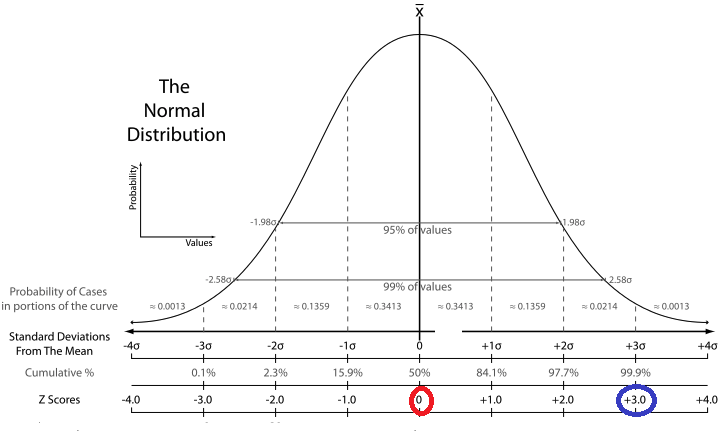 X̄
The
Normal
Distribution
Probability
Values
-1.98σ 1.98σ
95% of values
-2.58σ 2.58σ
99% of values
Probability of Cases
in portions of the curve
≈ 0.0013 ≈ 0.0214 ≈ 0.1359 ≈ 0.3413 ≈ 0.3413 ≈ 0.1359 ≈ 0.0214 ≈ 0.0013
Standard Deviations
From The Mean
-4σ -3σ -2σ -1σ 0 +1σ +2σ +3σ +4σ
Cumulative % 0.1% 2.3% 15.9% 50% 84.1% 97.7% 99.9%
Z Scores -4.0 -3.0 -2.0 -1.0 0 +1.0 +2.0 +3.0 +4.0